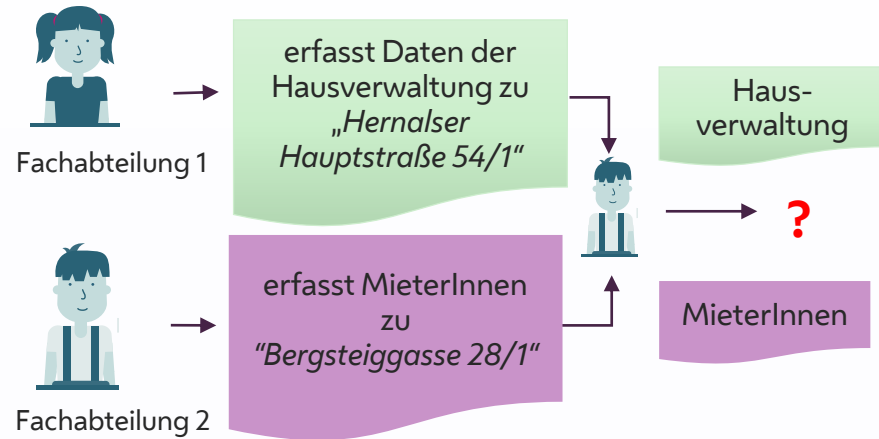 Fachabteilung 1
erfasst Daten der
Hausverwaltung zu
„Hernalser
Hauptstraße 54/1“
Haus-
verwaltung
?
Fachabteilung 2
erfasst MieterInnen
zu
“Bergsteiggasse 28/1“
MieterInnen